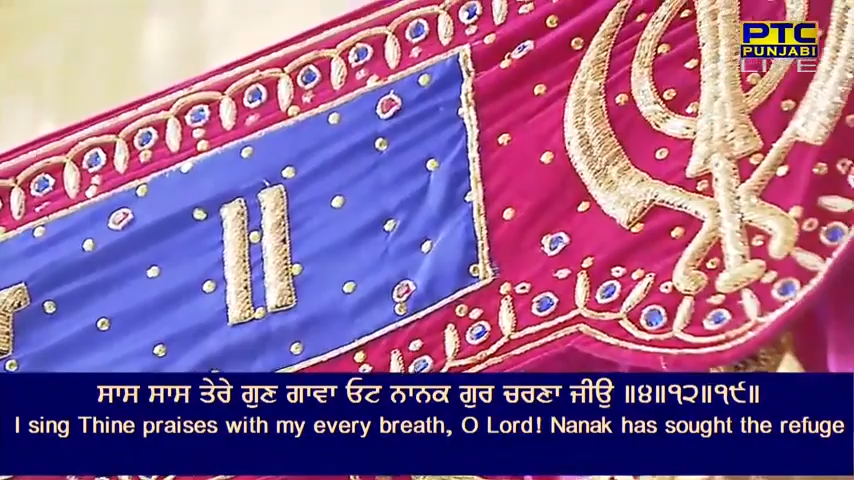 PTC
PUNJABI
LIVE
॥
ਸਾਸ ਸਾਸ ਤੇਰੇ ਗੁਣ ਗਾਵਾ ਓਟ ਨਾਨਕ ਗੁਰ ਚਰਣਾ ਜੀਉ ॥੪॥੧੨॥੧੯॥
I sing Thine praises with my every breath, O Lord! Nanak has sought the refuge